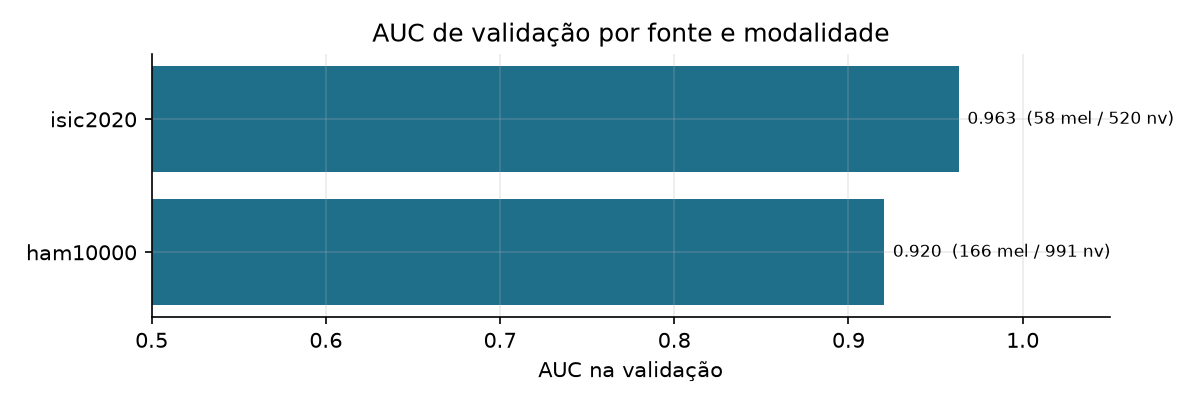 AUC de validação por fonte e modalidade
isic2020
0.963  (58 mel / 520 nv)
ham10000
0.920  (166 mel / 991 nv)
0.5 0.6 0.7 0.8 0.9 1.0
AUC na validação